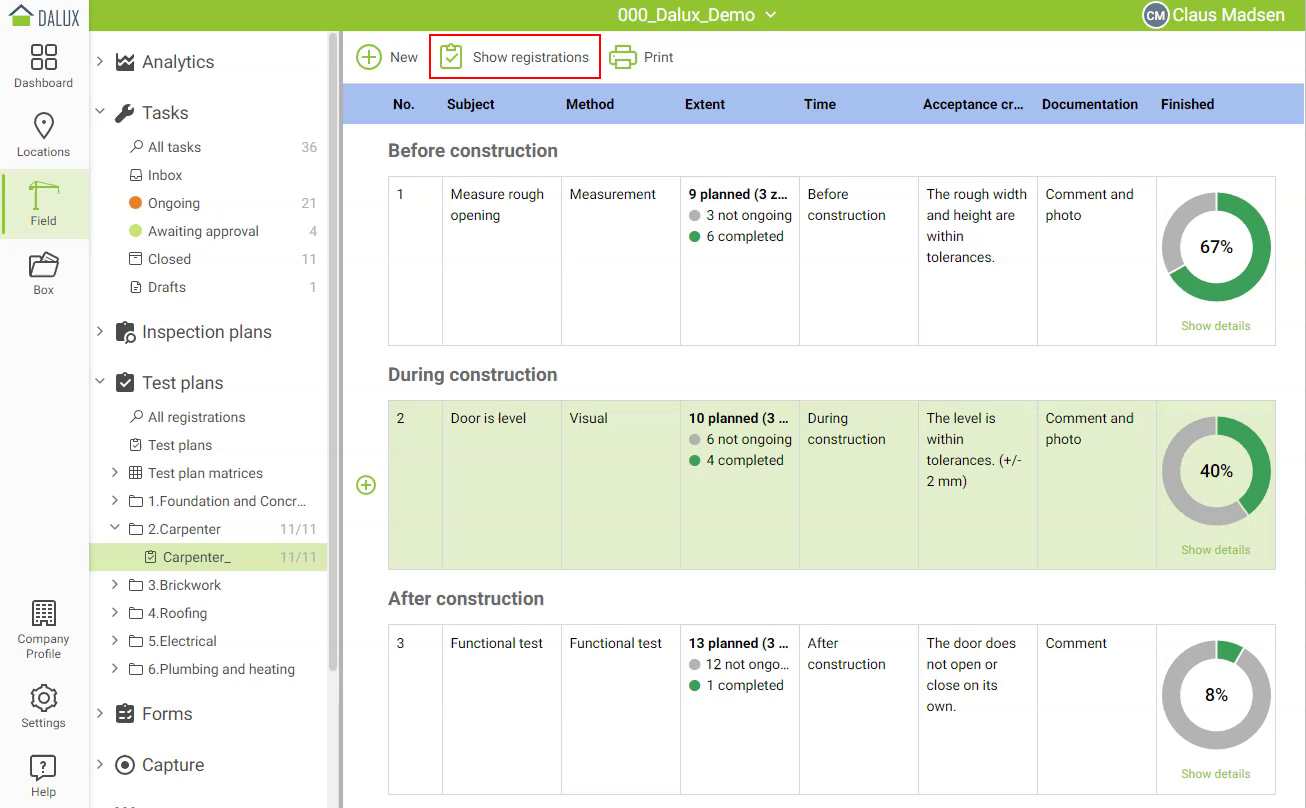 DALUX
000_Dalux_Demo
CM Claus Madsen
Dashboard
Locations
Field
Box
Company
Profile
Settings
Help
Analytics
Tasks
All tasks 36
Inbox
Ongoing 21
Awaiting approval 4
Closed 11
Drafts 1
Inspection plans
Test plans
All registrations
Test plans
Test plan matrices
1.Foundation and Concr...
2.Carpenter 11/11
Carpenter_ 11/11
3.Brickwork
4.Roofing
5.Electrical
6.Plumbing and heating
Forms
Capture
New
Show registrations
Print
No. Subject Method Extent Time Acceptance cr... Documentation Finished
Before construction
1
Measure rough
opening
Measurement
9 planned (3 z...
3 not ongoing
6 completed
Before
construction
The rough width
and height are
within
tolerances.
Comment and
photo
67%
Show details
During construction
2
Door is level
Visual
10 planned (3 ...
6 not ongoing
4 completed
During
construction
The level is
within
tolerances. (+/-
2 mm)
Comment and
photo
40%
Show details
After construction
3
Functional test
Functional test
13 planned (3 ...
12 not ongo...
1 completed
After
construction
The door does
not open or
close on its
own.
Comment
8%
Show details